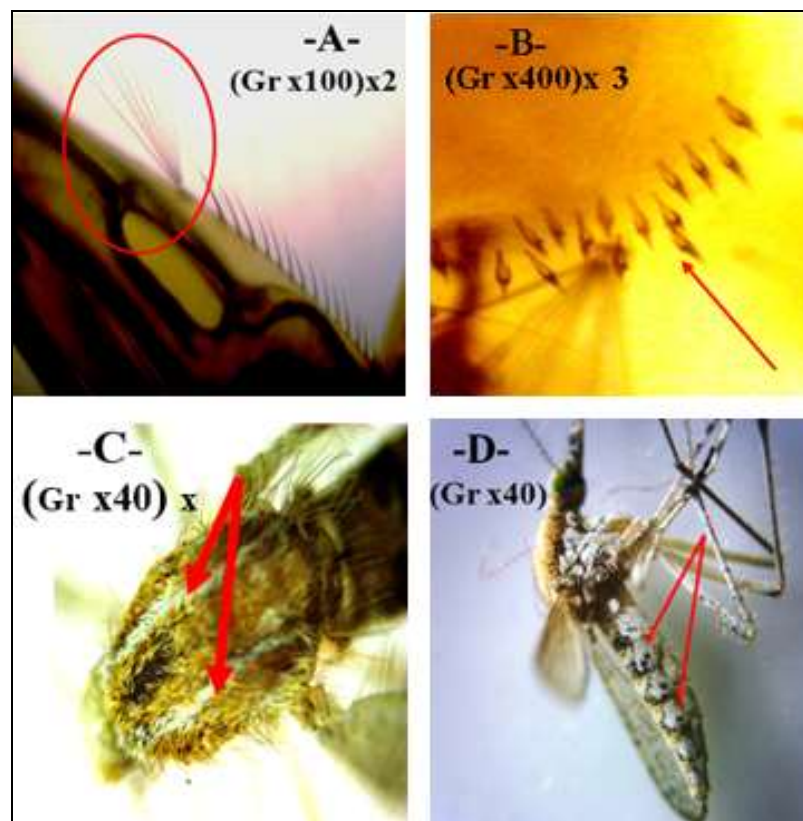 -A-
(Gr x100)x2
-B-
(Gr x400)x 3
-C-
(Gr x40) x
-D-
(Gr x40)